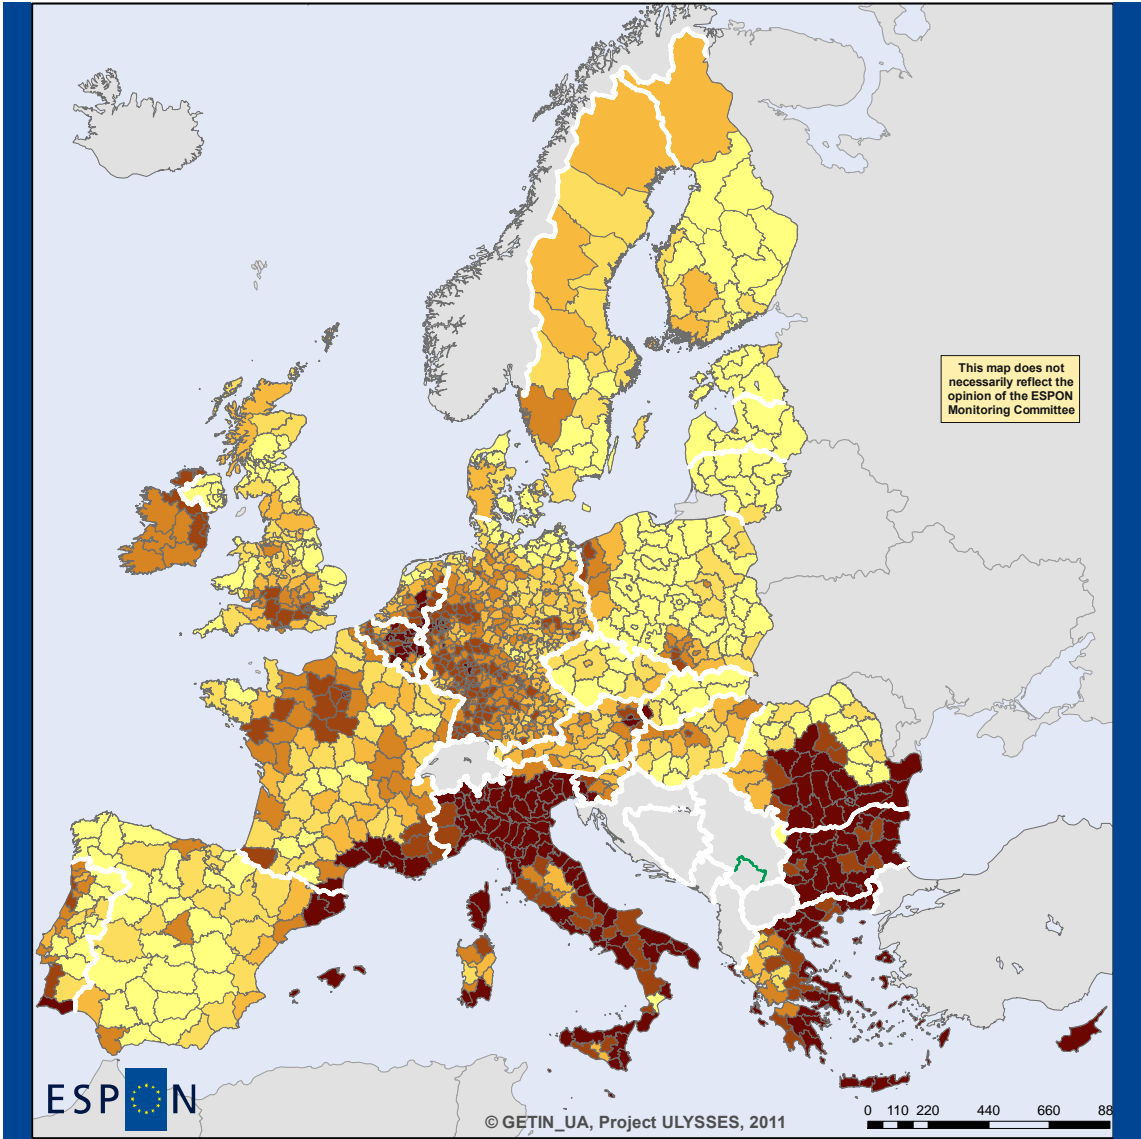 This map does not
necessarily reflect the
opinion of the ESPON
Monitoring Committee
ESPON
© GETIN_UA, Project ULYSSES, 2011
0 110 220 440 660 88